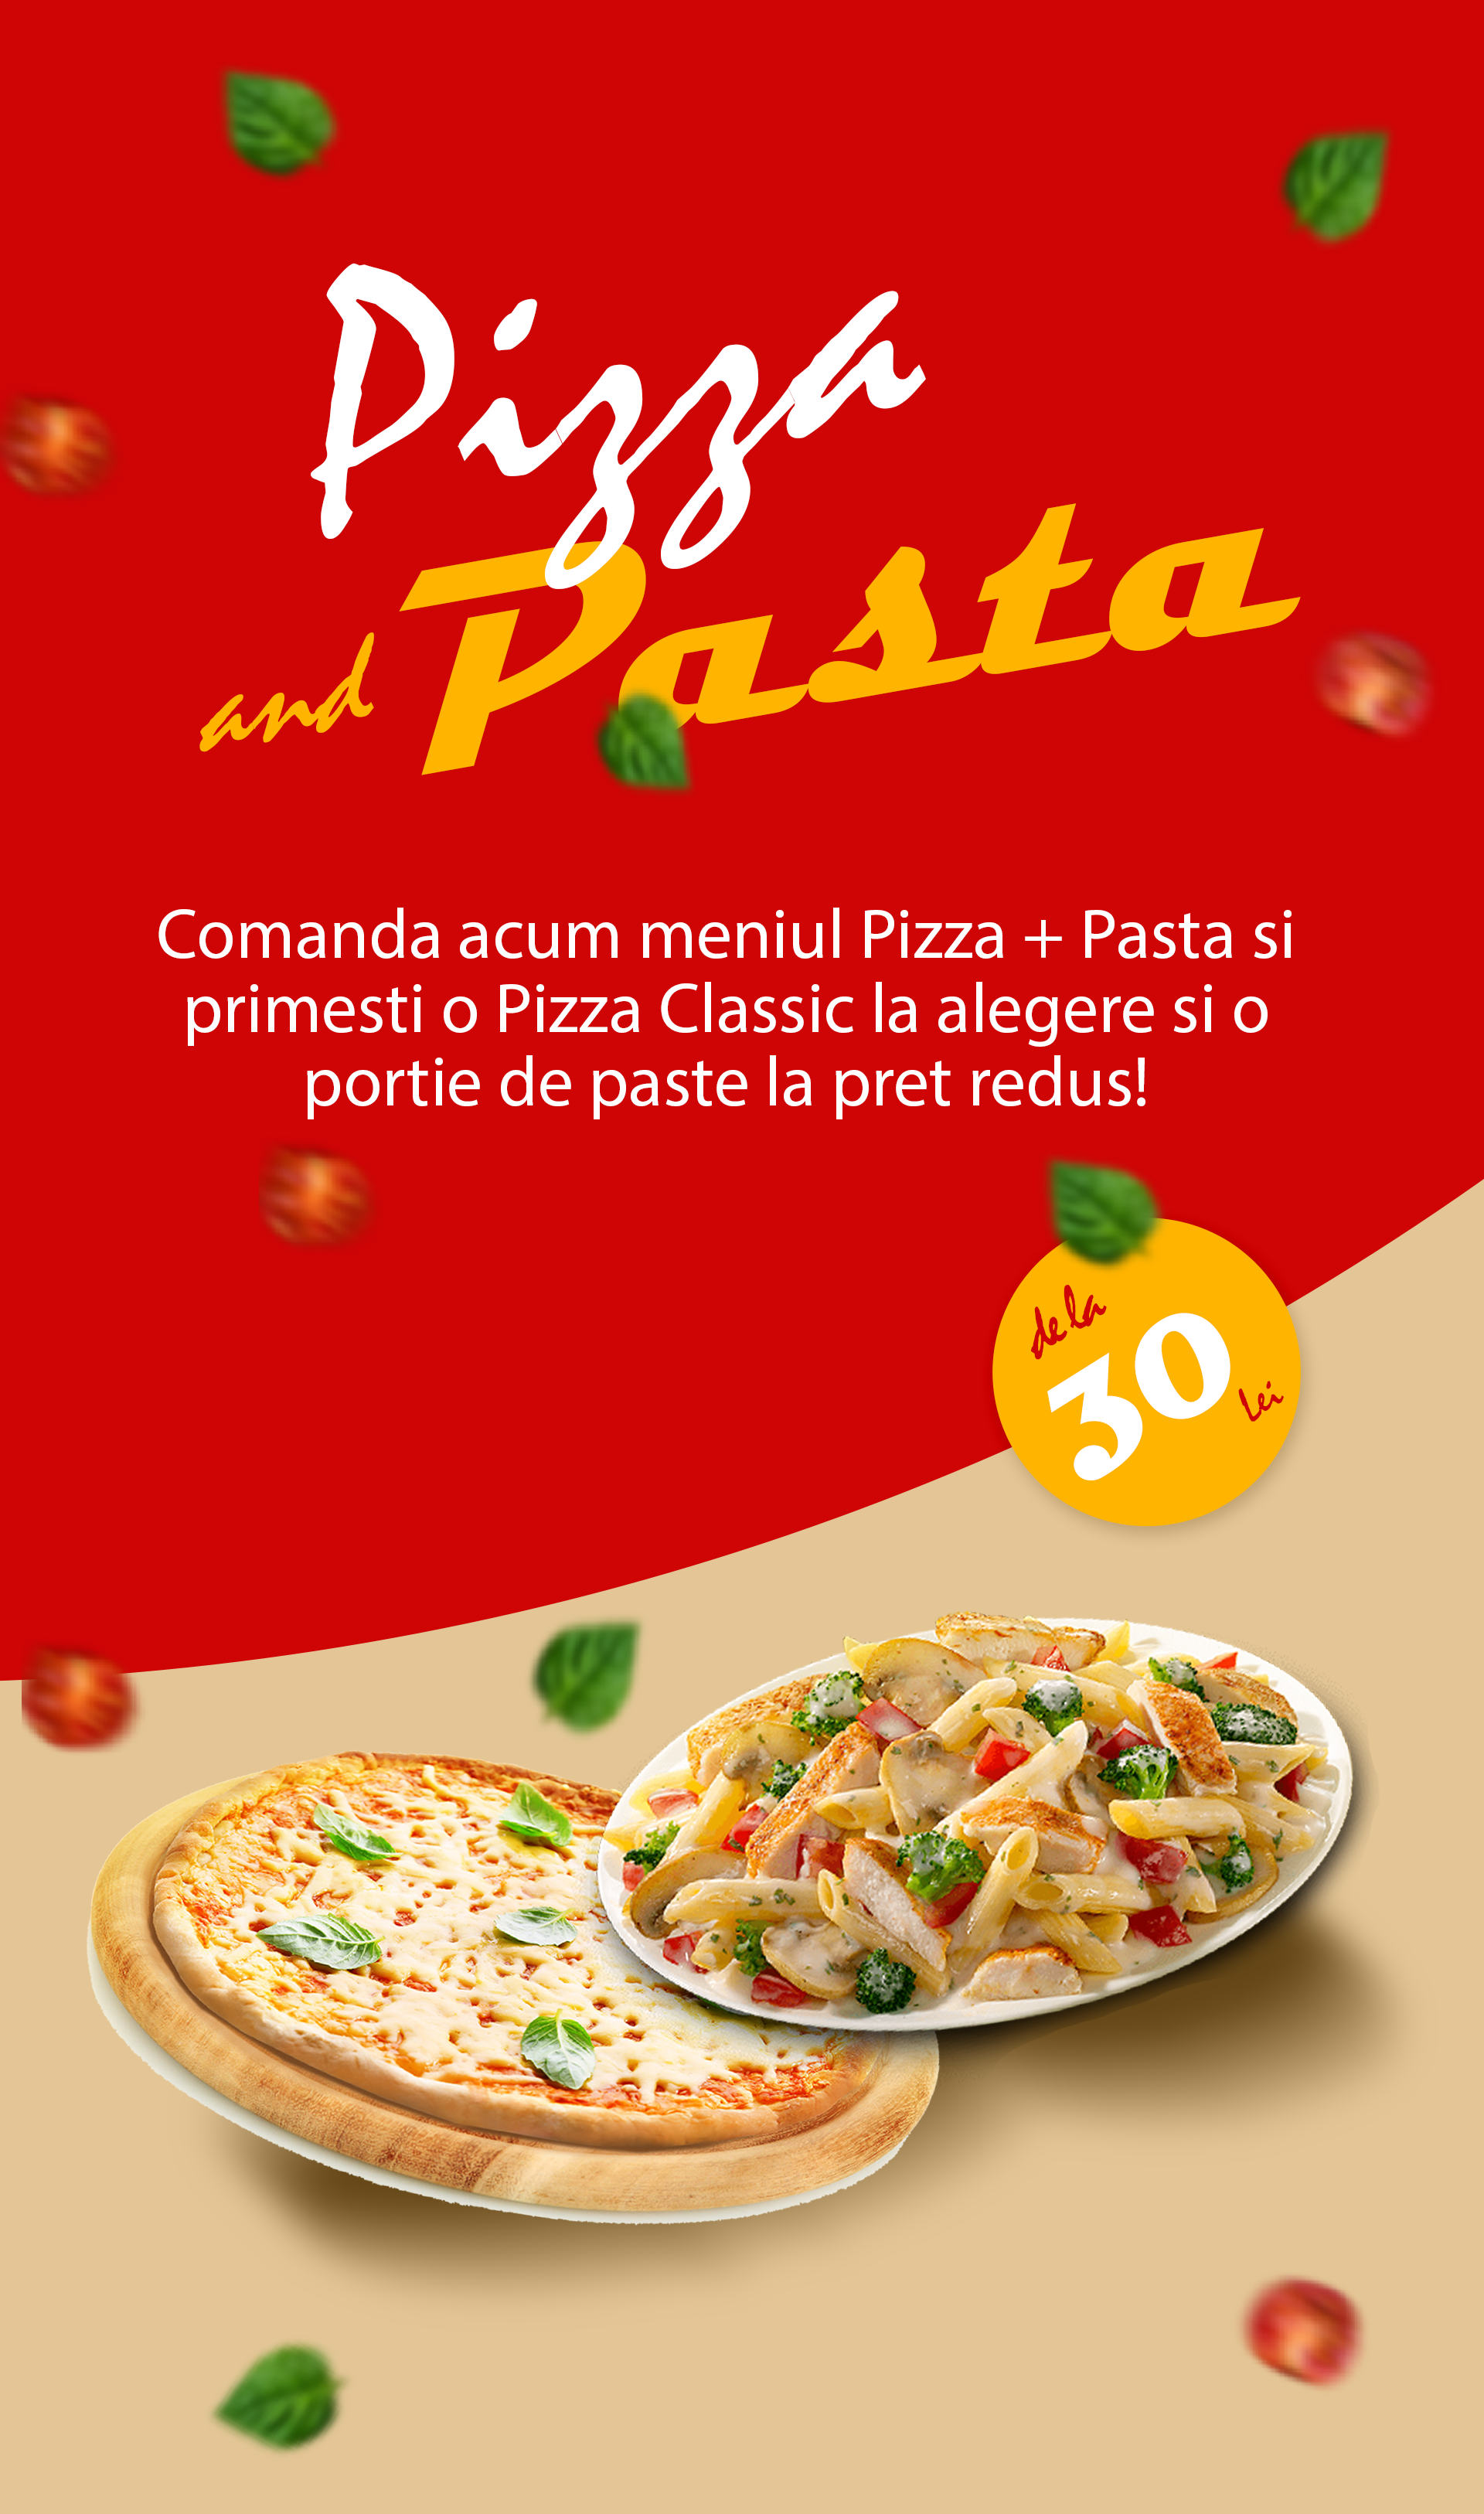 Pizza
and Pasta
Comanda acum meniul Pizza + Pasta si
primesti o Pizza Classic la alegere si o
portie de paste la pret redus!
de la
30
Lei